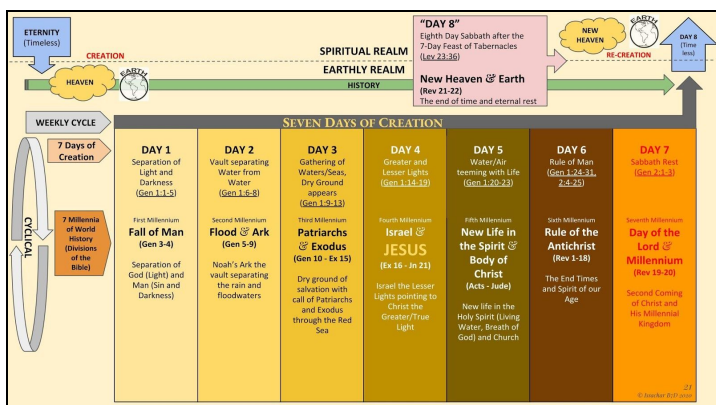 ETERNITY
(Timeless)
CREATION
SPIRITUAL REALM
EARTHLY REALM
HEAVEN
EARTH
HISTORY
"DAY 8"
Eighth Day Sabbath after the
7-Day Feast of Tabernacles
(Lev 23:36)
New Heaven & Earth
(Rev 21-22)
The end of time and eternal rest
NEW
HEAVEN
EARTH
RE-CREATION
DAY 8
(Time
less)
WEEKLY CYCLE
SEVEN DAYS OF CREATION
CYCLICAL
7 Days of
Creation
DAY 1
Separation of
Light and
Darkness
(Gen 1:1-5)
DAY 2
Vault separating
Water from
Water
(Gen 1:6-8)
DAY 3
Gathering of
Waters/Seas,
Dry Ground
appears
(Gen 1:9-13)
DAY 4
Greater and
Lesser Lights
(Gen 1:14-19)
DAY 5
Water/Air
teeming with Life
(Gen 1:20-23)
DAY 6
Rule of Man
(Gen 1:24-31,
2:4-25)
DAY 7
Sabbath Rest
(Gen 2:1-3)
7 Millennia
of World
History
(Divisions
of the
Bible)
First Millennium
Fall of Man
(Gen 3-4)
Separation of
God (Light) and
Man (Sin and
Darkness)
Second Millennium
Flood & Ark
(Gen 5-9)
Noah's Ark the
vault separating
the rain and
floodwaters
Third Millennium
Patriarchs
& Exodus
(Gen 10 - Ex 15)
Dry ground of
salvation with
call of Patriarchs
and Exodus
through the Red
Sea
Fourth Millennium
Israel &
JESUS
(Ex 16 - Jn 21)
Israel the Lesser
Lights pointing to
Christ the
Greater/True
Light
Fifth Millennium
New Life in
the Spirit &
Body of
Christ
(Acts - Jude)
New life in the
Holy Spirit (Living
Water, Breath of
God) and Church
Sixth Millennium
Rule of the
Antichrist
(Rev 1-18)
The End Times
and Spirit of our
Age
Seventh Millennium
Day of the
Lord &
Millennium
(Rev 19-20)
Second Coming
of Christ and
His Millennial
Kingdom
21